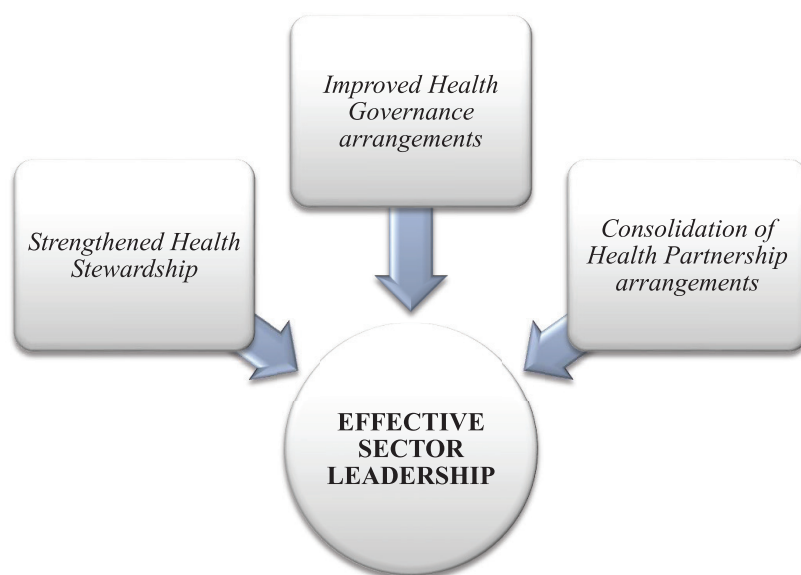 Improved Health
Governance
arrangements
Strengthened Health
Stewardship
Consolidation of
Health Partnership
arrangements
EFFECTIVE
SECTOR
LEADERSHIP